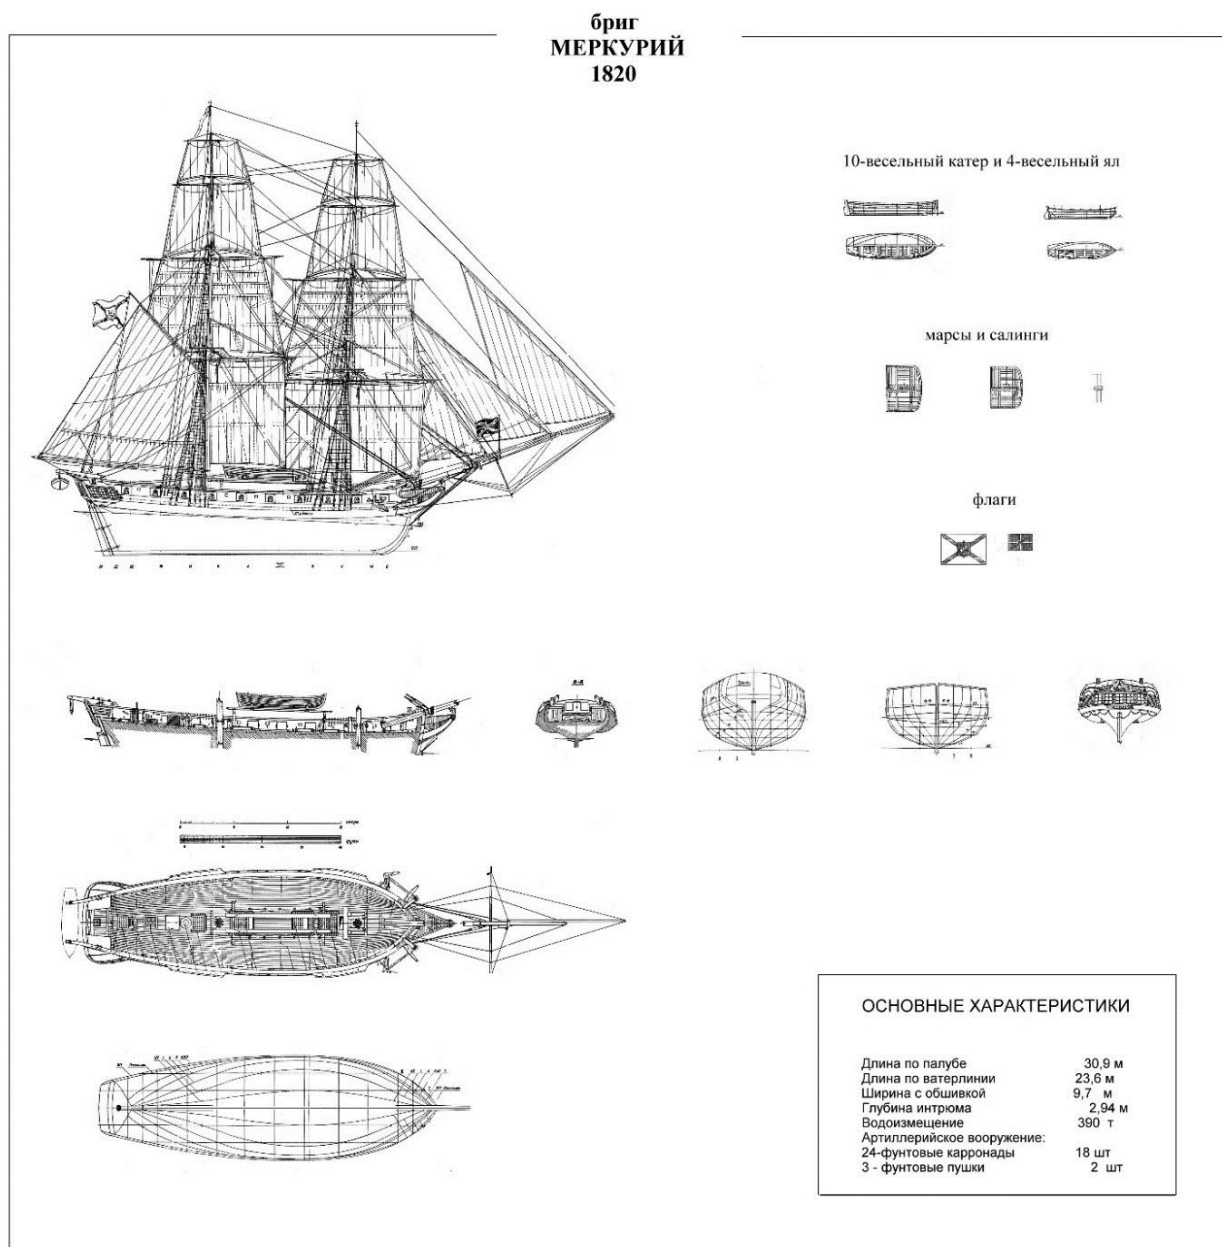 бриг
МЕРКУРИЙ
1820
10-весельный катер и 4-весельный ял
марсы и салинги
флаги
ОСНОВНЫЕ ХАРАКТЕРИСТИКИ
Длина по палубе 30,9 м
Длина по ватерлинии 23,6 м
Ширина с обшивкой 9,7 м
Глубина интрюма 2,94 м
Водоизмещение 390 т
Артиллерийское вооружение:
24-фунтовые карронады 18 шт
3 - фунтовые пушки 2 шт